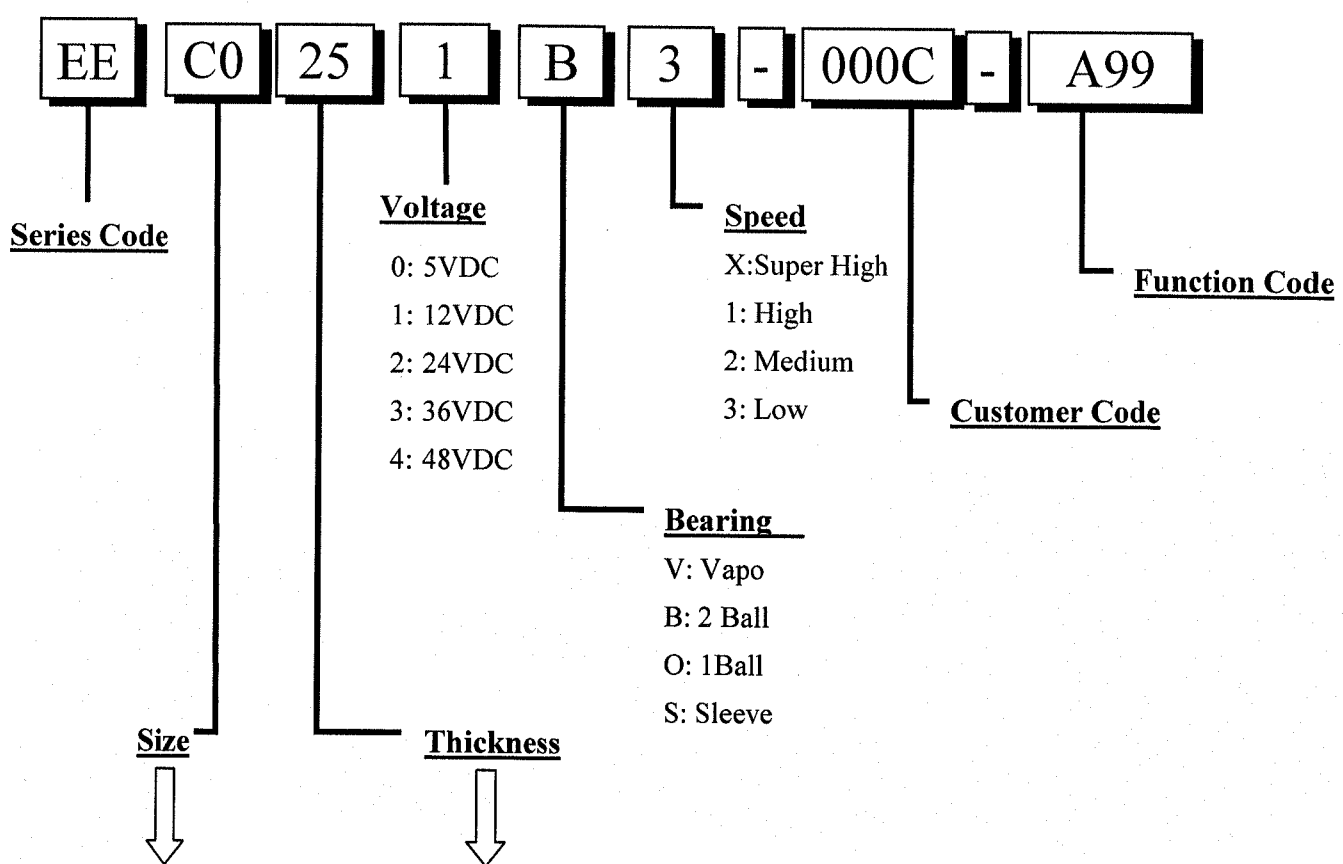 EE C0 25 1 B 3 - 000C - A99
Series Code
Voltage
0: 5VDC
1: 12VDC
2: 24VDC
3: 36VDC
4: 48VDC
Speed
X:Super High
1: High
2: Medium
3: Low
Function Code
Customer Code
Bearing
V: Vapo
B: 2 Ball
O: 1Ball
S: Sleeve
Size
Thickness